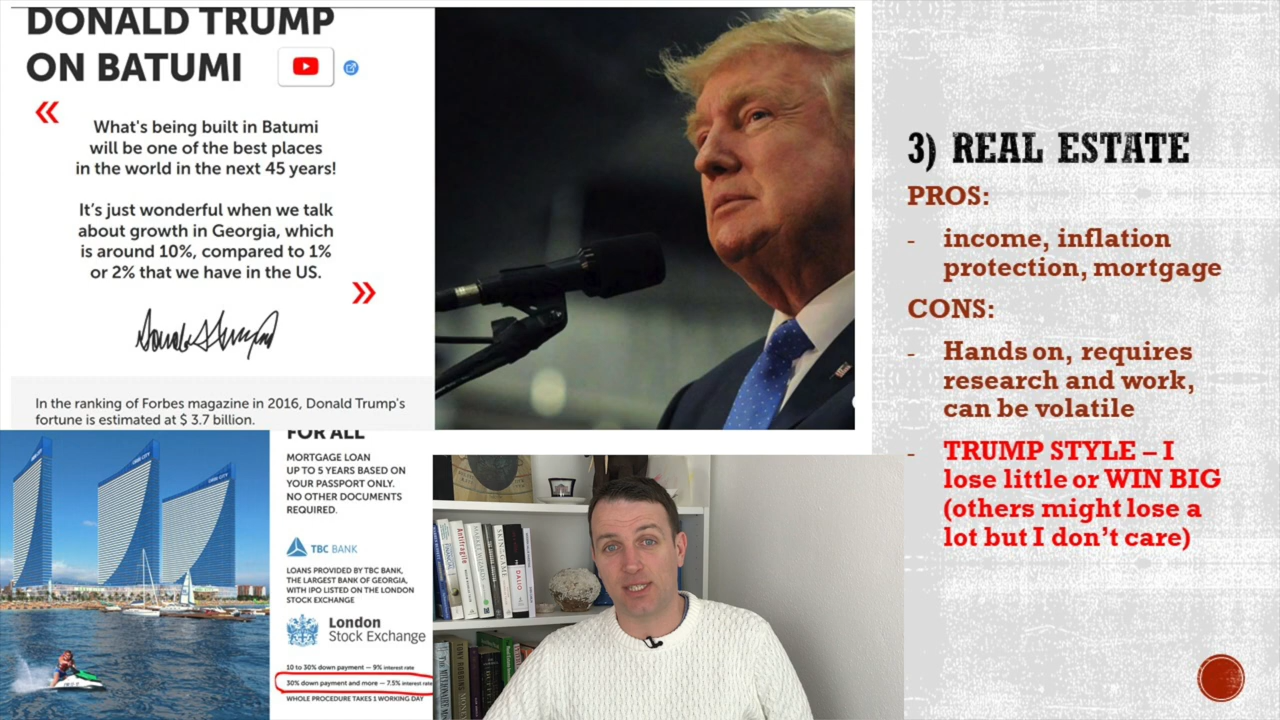 DONALD TRUMP
ON BATUMI
«
What's being built in Batumi
will be one of the best places
in the world in the next 45 years!
It's just wonderful when we talk
about growth in Georgia, which
is around 10%, compared to 1%
or 2% that we have in the US.
»
In the ranking of Forbes magazine in 2016, Donald Trump's
fortune is estimated at $ 3.7 billion.
FOR ALL
MORTGAGE LOAN
UP TO 5 YEARS BASED ON
YOUR PASSPORT ONLY.
NO OTHER DOCUMENTS
REQUIRED.
TBC BANK
LOANS PROVIDED BY TBC BANK,
THE LARGEST BANK OF GEORGIA,
WITH IPO LISTED ON THE LONDON
STOCK EXCHANGE
London
Stock Exchange
10 to 30% down payment — 9% interest rate
30% down payment and more — 7.5% interest rate
WHOLE PROCEDURE TAKES 1 WORKING DAY
Antifragile
DALIO
3) REAL ESTATE
PROS:
- income, inflation
protection, mortgage
CONS:
- Hands on, requires
research and work,
can be volatile
- TRUMP STYLE – I
lose little or WIN BIG
(others might lose a
lot but I don't care)